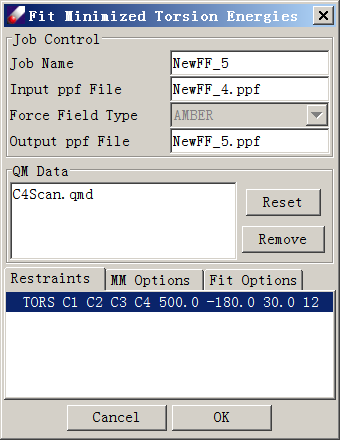 Fit Minimized Torsion Energies
Job Control
Job Name NewFF_5
Input ppf File NewFF_4.ppf
Force Field Type AMBER
Output ppf File NewFF_5.ppf
QM Data
C4Scan.qmd
Reset
Remove
Restraints MM Options Fit Options
TORS C1 C2 C3 C4 500.0 -180.0 30.0 12
Cancel OK